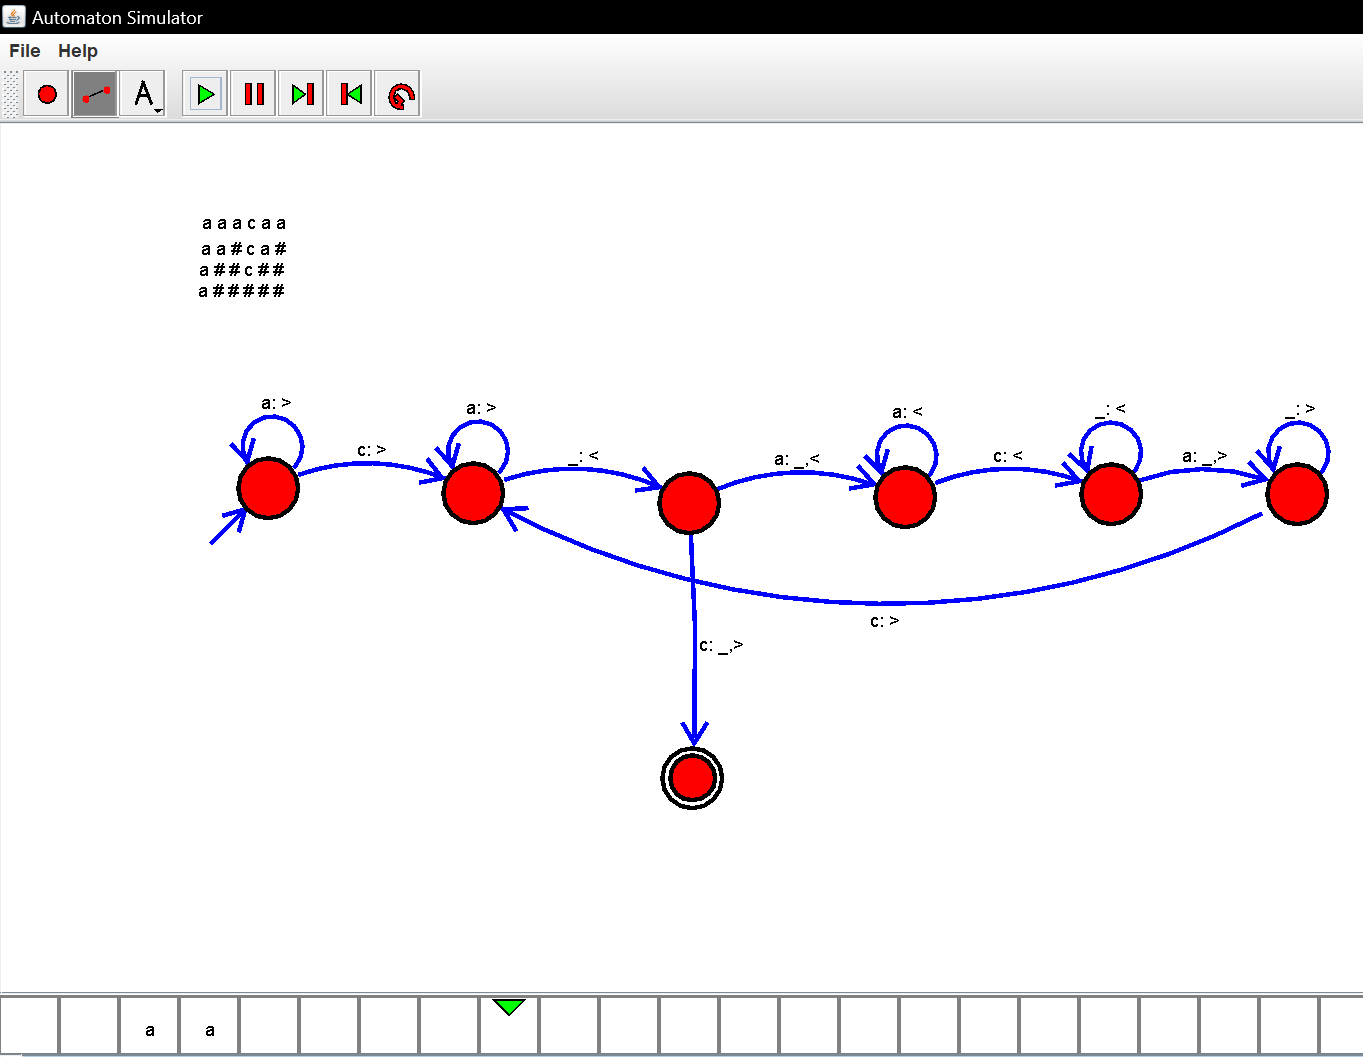 Automaton Simulator
File Help
A
a a a c a a
a a # c a #
a # # c # #
a # # # # #
a: >
c: >
a: >
_: <
a: _,<
a: <
c: <
_: <
a: _,>
_: >
c: >
c: _,>
a a